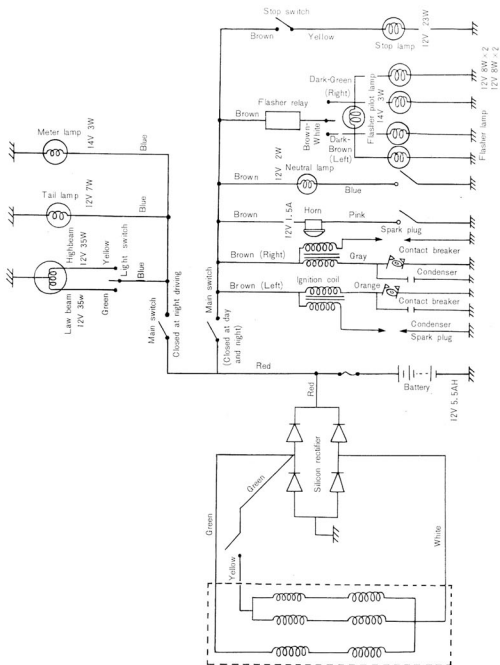 Stop switch
Brown
Yellow
Stop lamp
12V 23W
Dark-Green
(Right)
Flasher pilot lamp
14V 3W
12V 8W × 2
12V 8W × 2
Flasher relay
Brown
Brown-
White
Dark-
Brown
(Left)
Flasher lamp
12V 2W
Neutral lamp
Brown
Blue
Meter lamp
14V 3W
Blue
Tail lamp
12V 7W
Blue
Horn
Brown
Pink
12V 1.5A
Spark plug
Brown (Right)
Gray
Contact breaker
Condenser
Ignition coil
Brown (Left)
Orange
Contact breaker
Condenser
Spark plug
Highbeam
12V 35W
Yellow
Light switch
Blue
Law beam
12V 35w
Green
Main switch
Closed at night driving
Main switch
(Closed at day
and night)
Red
Red
Battery
12V 5.5AH
Silicon rectifier
Green
Green
Yellow
White